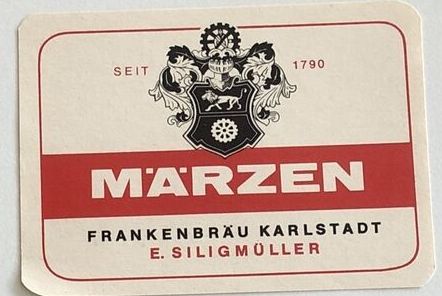 SEIT 1790
MÄRZEN
FRANKENBRÄU KARLSTADT
E. SILIGMÜLLER